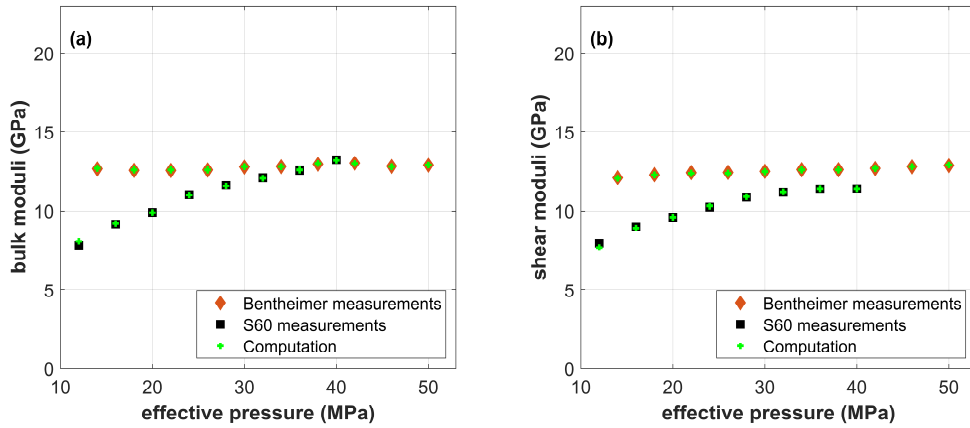 (a)
bulk moduli (GPa)
20
15
10
5
0
Bentheimer measurements
S60 measurements
Computation
10 20 30 40 50
effective pressure (MPa)
(b)
shear moduli (GPa)
20
15
10
5
0
Bentheimer measurements
S60 measurements
Computation
10 20 30 40 50
effective pressure (MPa)